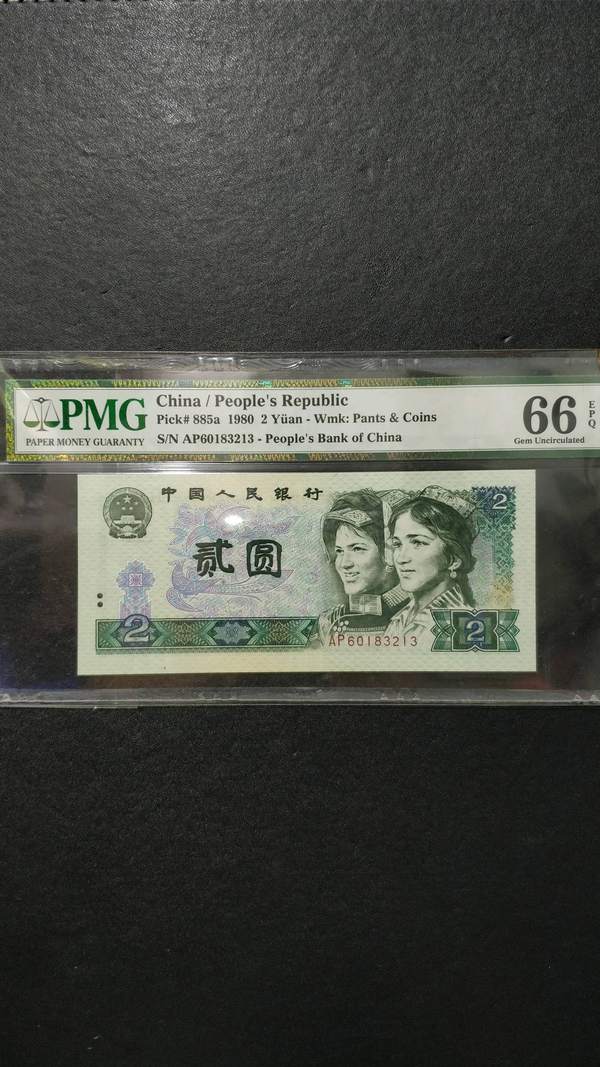 PMG
PAPER MONEY GUARANTY
China / People's Republic
Pick# 885a 1980 2 Yüan - Wmk: Pants & Coins
S/N AP60183213 - People's Bank of China
66
EPQ
Gem Uncirculated
中国人民银行
2
贰圆
2
AP60183213
2